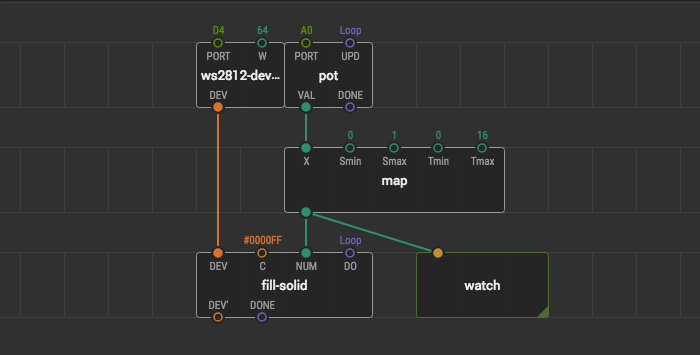 D4 64 A0 Loop
PORT W PORT UPD
ws2812-dev... pot
DEV VAL DONE
0 1 0 16
X Smin Smax Tmin Tmax
map
#0000FF Loop
DEV C NUM DO
fill-solid watch
DEV' DONE